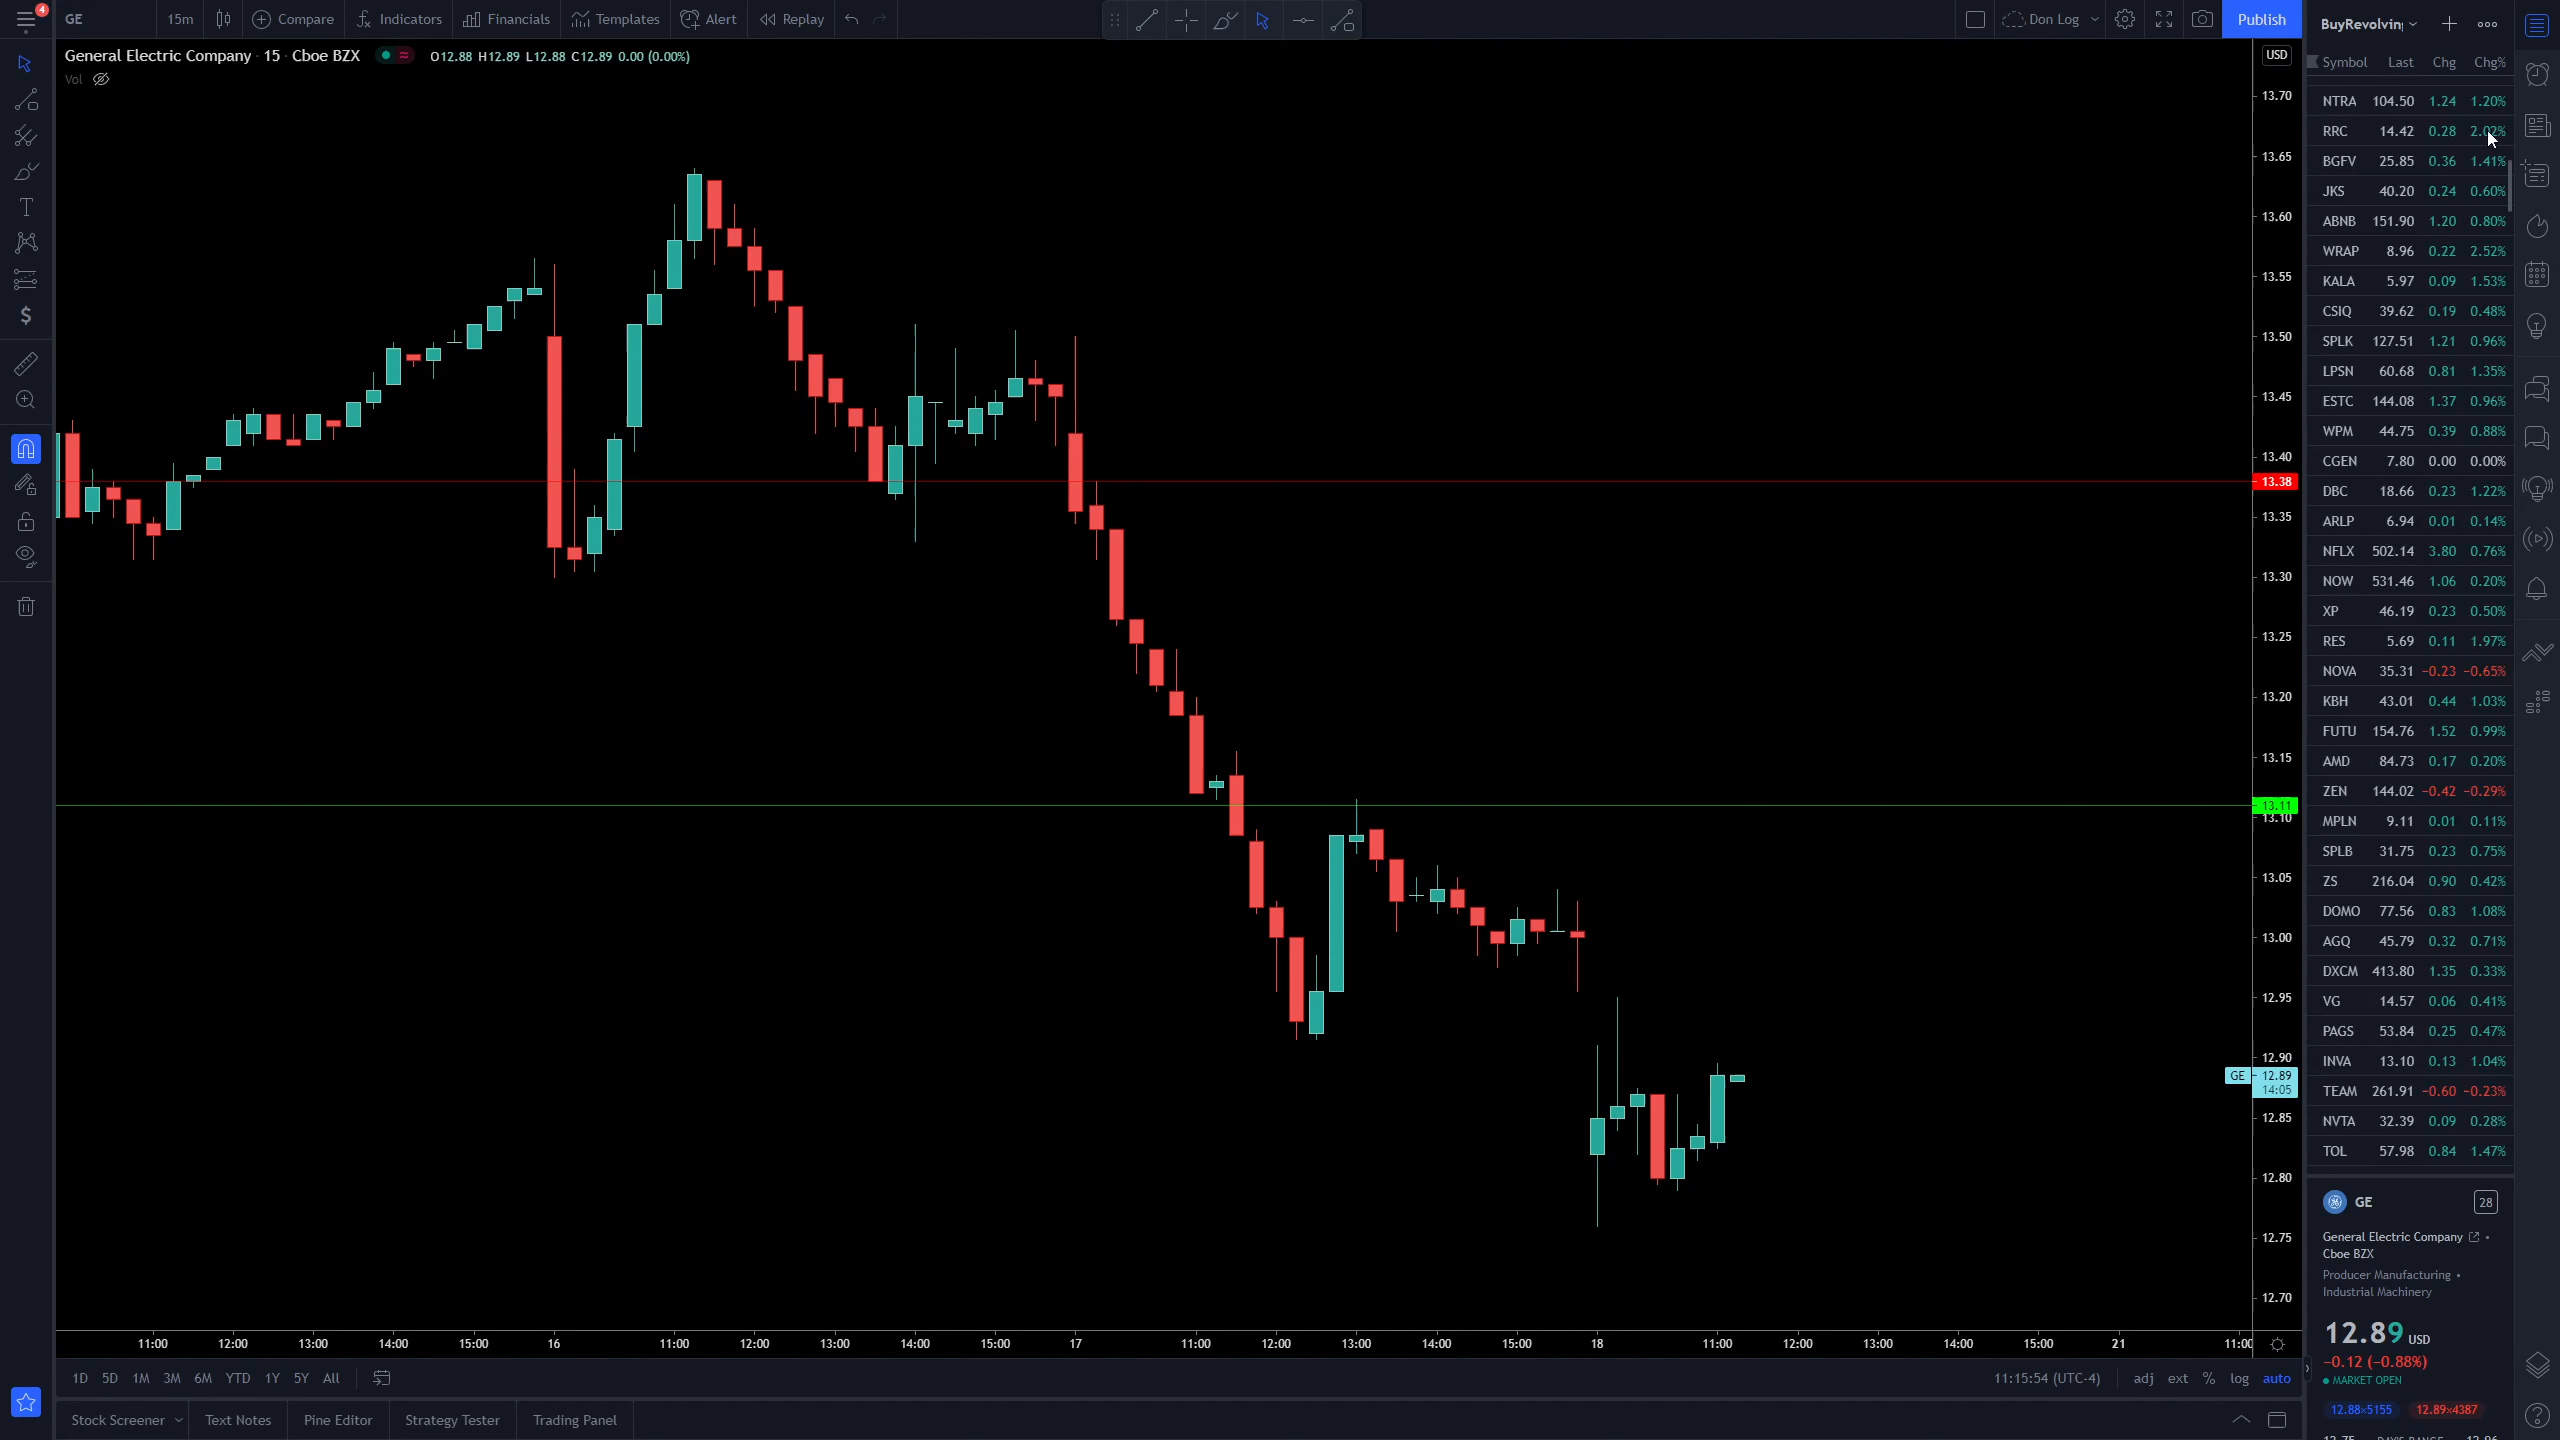 4
GE 15m Compare Indicators Financials Templates Alert Replay Don Log Publish
General Electric Company · 15 · Cboe BZX O12.88 H12.89 L12.88 C12.89 0.00 (0.00%)
Vol
USD
13.70
13.65
13.60
13.55
13.50
13.45
13.40
13.38
13.35
13.30
13.25
13.20
13.15
13.11
13.10
13.05
13.00
12.95
12.90
GE 12.89
14:05
12.85
12.80
12.75
12.70
11:00 12:00 13:00 14:00 15:00 16 11:00 12:00 13:00 14:00 15:00 17 11:00 12:00 13:00 14:00 15:00 18 11:00 12:00 13:00 14:00 15:00 21 11:00
1D 5D 1M 3M 6M YTD 1Y 5Y All 11:15:54 (UTC-4) adj ext % log auto
Stock Screener Text Notes Pine Editor Strategy Tester Trading Panel
BuyRevolvin
Symbol Last Chg Chg%
NTRA 104.50 1.24 1.20%
RRC 14.42 0.28 2.02%
BGFV 25.85 0.36 1.41%
JKS 40.20 0.24 0.60%
ABNB 151.90 1.20 0.80%
WRAP 8.96 0.22 2.52%
KALA 5.97 0.09 1.53%
CSIQ 39.62 0.19 0.48%
SPLK 127.51 1.21 0.96%
LPSN 60.68 0.81 1.35%
ESTC 144.08 1.37 0.96%
WPM 44.75 0.39 0.88%
CGEN 7.80 0.00 0.00%
DBC 18.66 0.23 1.22%
ARLP 6.94 0.01 0.14%
NFLX 502.14 3.80 0.76%
NOW 531.46 1.06 0.20%
XP 46.19 0.23 0.50%
RES 5.69 0.11 1.97%
NOVA 35.31 −0.23 −0.65%
KBH 43.01 0.44 1.03%
FUTU 154.76 1.52 0.99%
AMD 84.73 0.17 0.20%
ZEN 144.02 −0.42 −0.29%
MPLN 9.11 0.01 0.11%
SPLB 31.75 0.23 0.75%
ZS 216.04 0.90 0.42%
DOMO 77.56 0.83 1.08%
AGQ 45.79 0.32 0.71%
DXCM 413.80 1.35 0.33%
VG 14.57 0.06 0.41%
PAGS 53.84 0.25 0.47%
INVA 13.10 0.13 1.04%
TEAM 261.91 −0.60 −0.23%
NVTA 32.39 0.09 0.28%
TOL 57.98 0.84 1.47%
GE 28
General Electric Company •
Cboe BZX
Producer Manufacturing •
Industrial Machinery
12.89 USD
−0.12 (−0.88%)
MARKET OPEN
12.88×5155 12.89×4387